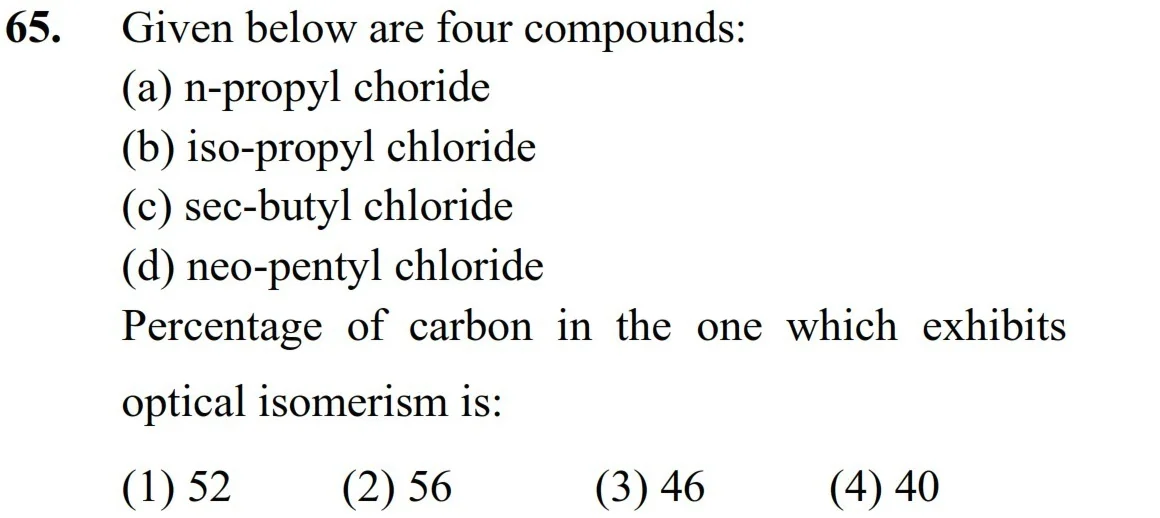 65. Given below are four compounds:
(a) n-propyl choride
(b) iso-propyl chloride
(c) sec-butyl chloride
(d) neo-pentyl chloride
Percentage of carbon in the one which exhibits
optical isomerism is:
(1) 52 (2) 56 (3) 46 (4) 40